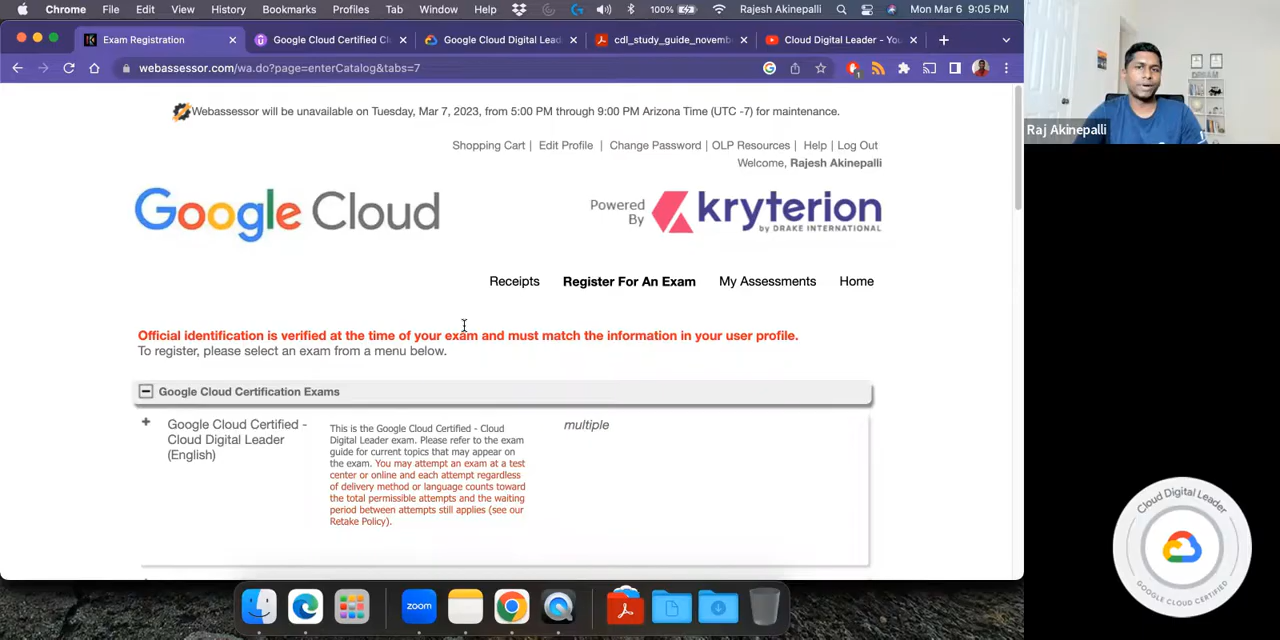 Chrome File Edit View History Bookmarks Profiles Tab Window Help 100% Rajesh Akinepalli Mon Mar 6 9:05 PM
Exam Registration Google Cloud Certified Cl Google Cloud Digital Lead cdl_study_guide_novemb Cloud Digital Leader - You
webassessor.com/wa.do?page=enterCatalog&tabs=7
Raj Akinepalli
Webassessor will be unavailable on Tuesday, Mar 7, 2023, from 5:00 PM through 9:00 PM Arizona Time (UTC -7) for maintenance.
Shopping Cart | Edit Profile | Change Password | OLP Resources | Help | Log Out
Welcome, Rajesh Akinepalli
Google Cloud
Powered
By
kryterion
by DRAKE INTERNATIONAL
Receipts Register For An Exam My Assessments Home
Official identification is verified at the time of your exam and must match the information in your user profile.
To register, please select an exam from a menu below.
Google Cloud Certification Exams
Google Cloud Certified -
Cloud Digital Leader
(English)
This is the Google Cloud Certified - Cloud
Digital Leader exam. Please refer to the exam
guide for current topics that may appear on
the exam. You may attempt an exam at a test
center or online and each attempt regardless
of delivery method or language counts toward
the total permissible attempts and the waiting
period between attempts still applies (see our
Retake Policy).
multiple
zoom
Cloud Digital Leader
GOOGLE CLOUD CERTIFIED